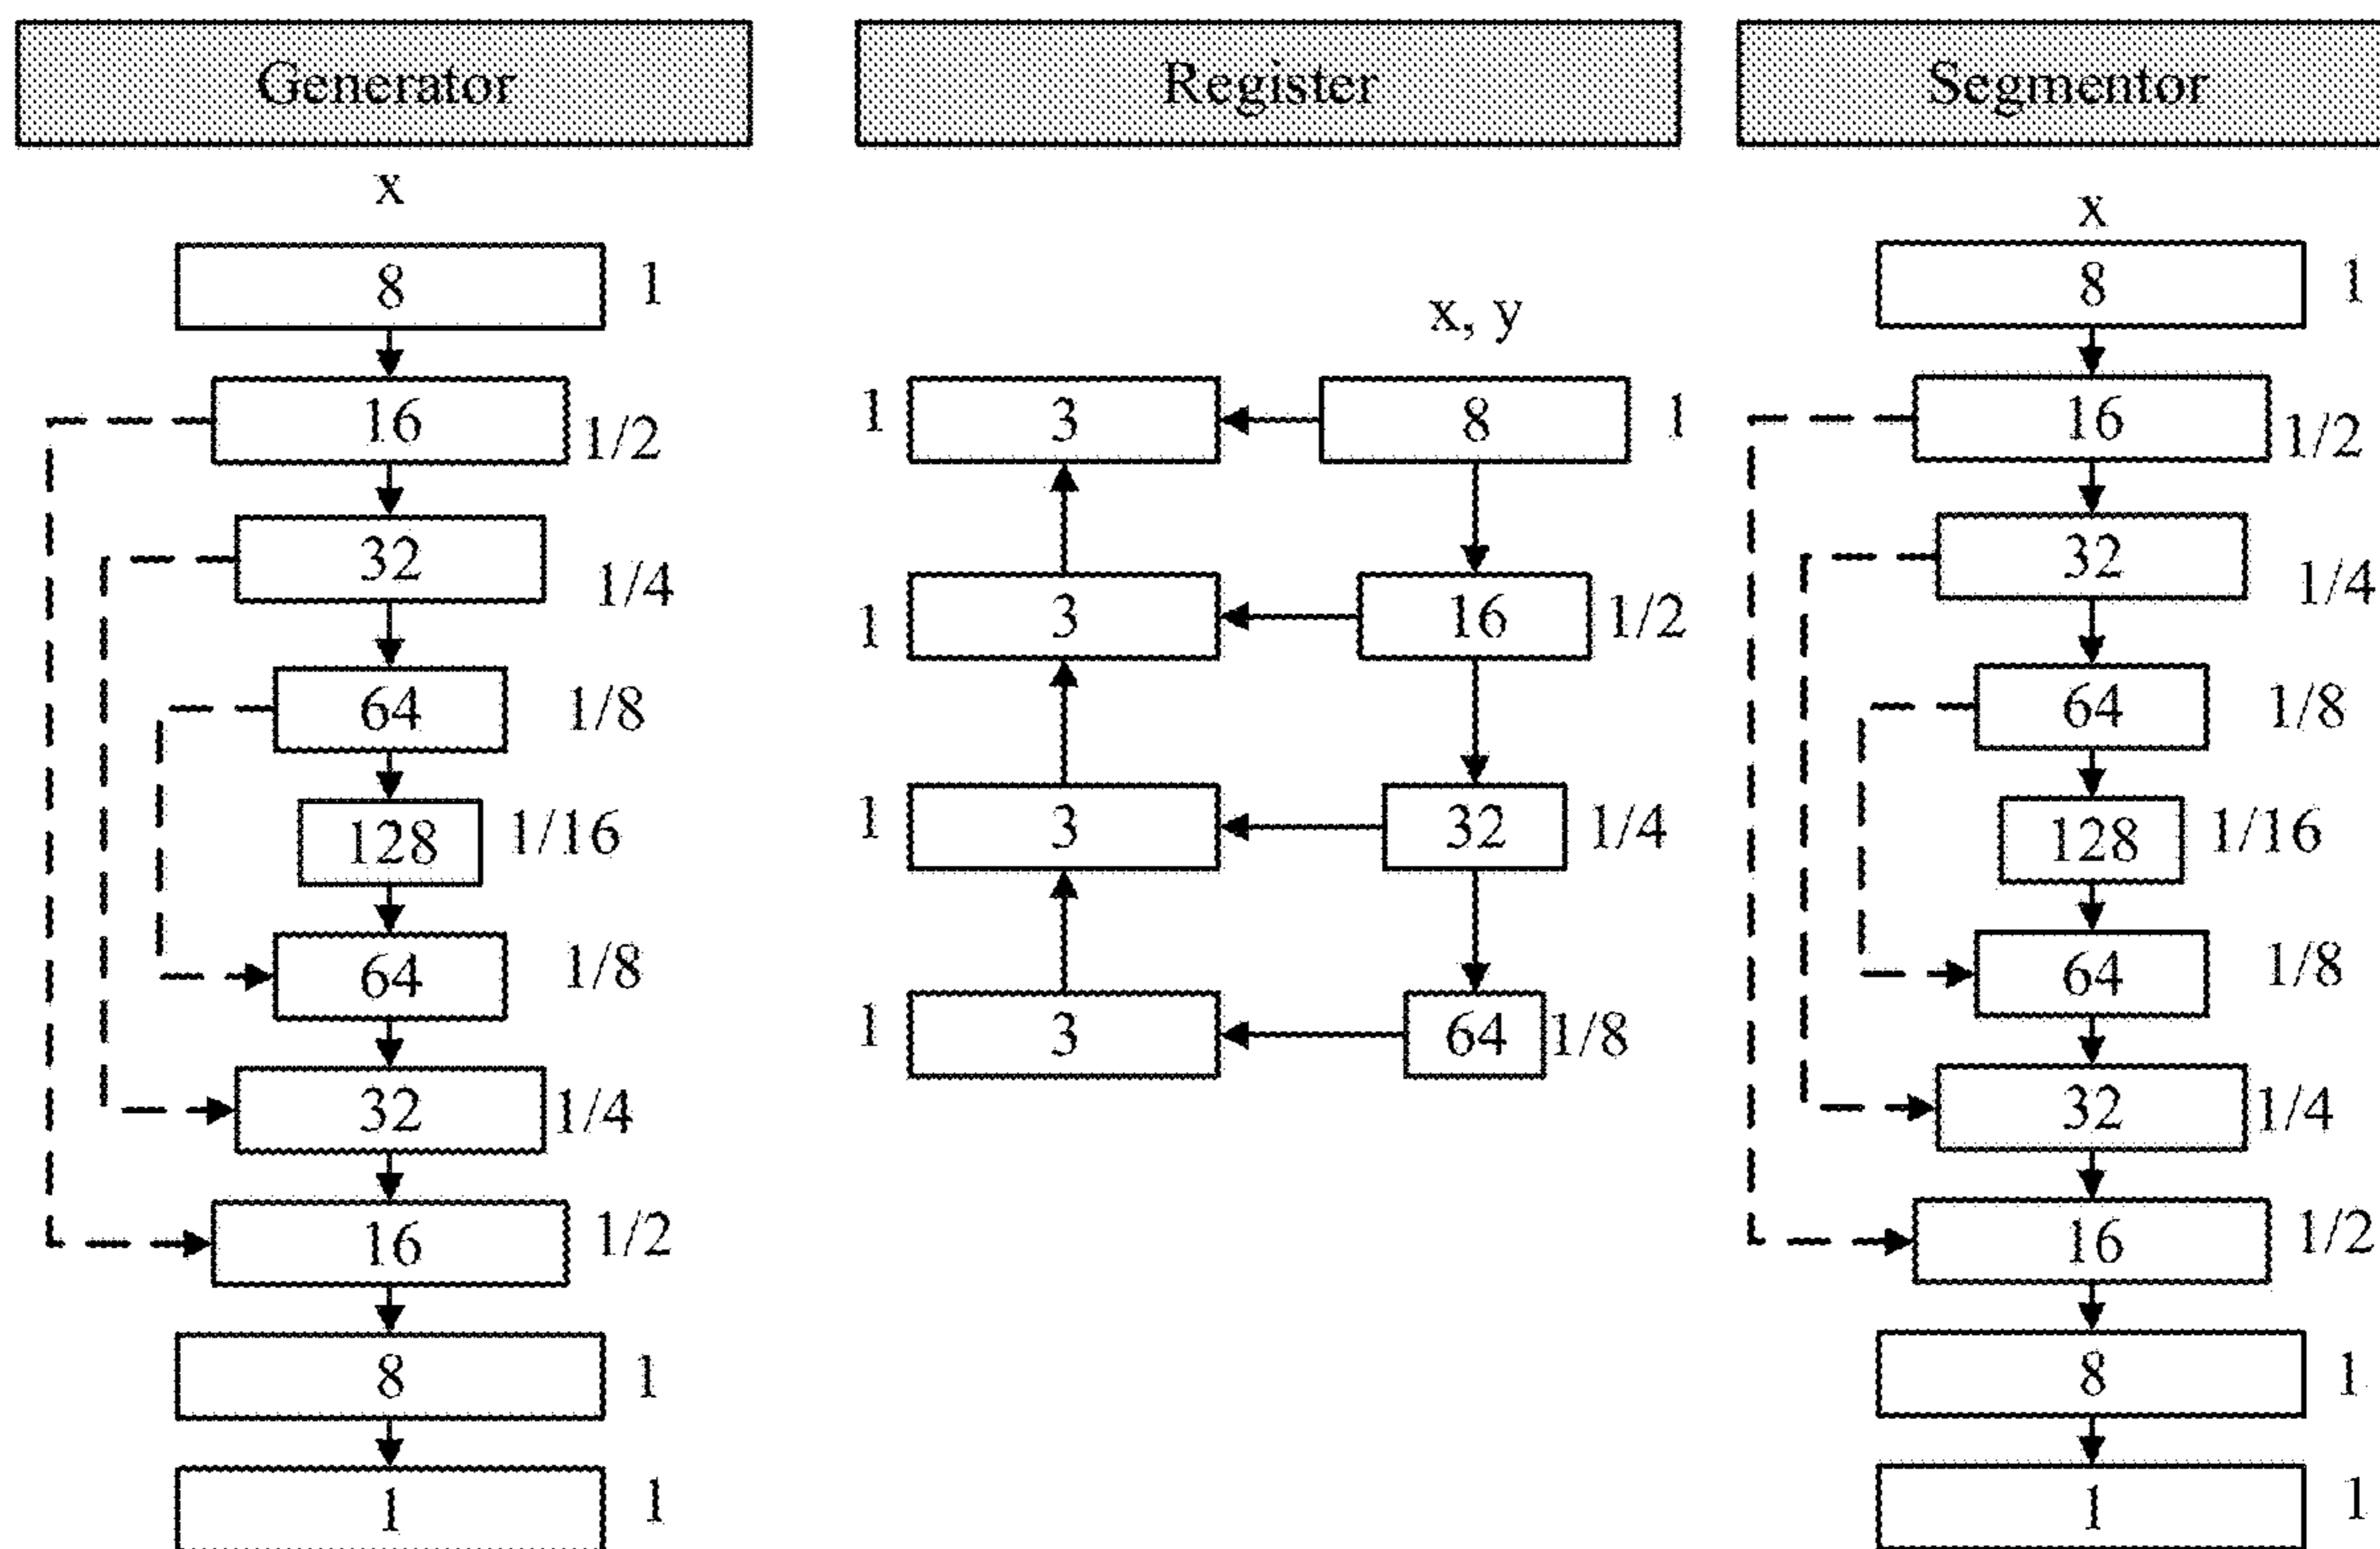 Generator
x
8 1
16 1/2
32 1/4
64 1/8
128 1/16
64 1/8
32 1/4
16 1/2
8 1
1 1
Register
x, y
1 3 8 1
1 3 16 1/2
1 3 32 1/4
1 3 64 1/8
Segmentor
x
8 1
16 1/2
32 1/4
64 1/8
128 1/16
64 1/8
32 1/4
16 1/2
8 1
1 1